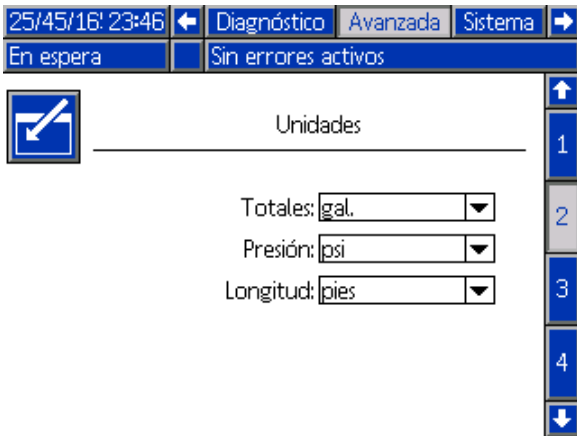 25/45/16' 23:46 Diagnóstico Avanzada Sistema
En espera Sin errores activos
Unidades
1
Totales: gal.
2
Presión: psi
Longitud: pies
3
4